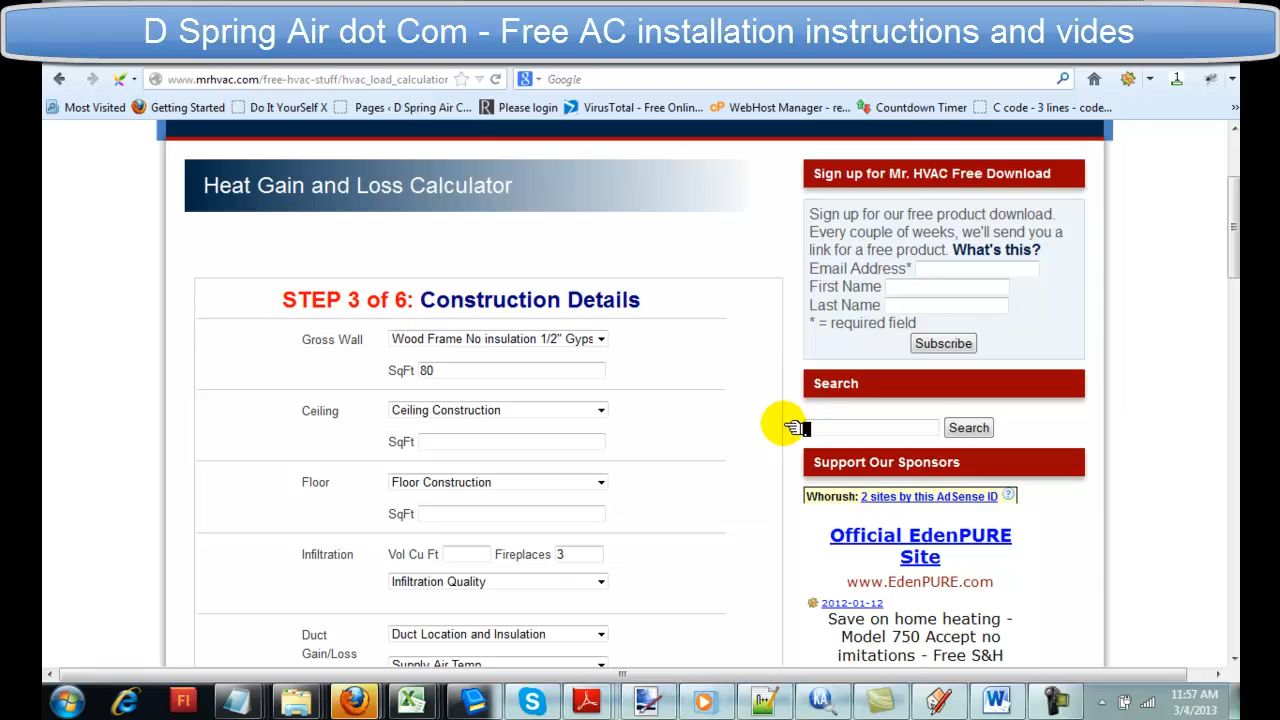 D Spring Air dot Com - Free AC installation instructions and vides
www.mrhvac.com/free-hvac-stuff/hvac_load_calculation
Google
Most Visited
Getting Started
Do It YourSelf X
Pages ‹ D Spring Air C...
Please login
VirusTotal - Free Onlin...
WebHost Manager - re...
Countdown Timer
C code - 3 lines - code...
Heat Gain and Loss Calculator
STEP 3 of 6: Construction Details
Gross Wall
Wood Frame No insulation 1/2" Gyps
SqFt 80
Ceiling
Ceiling Construction
SqFt
Floor
Floor Construction
SqFt
Infiltration
Vol Cu Ft
Fireplaces 3
Infiltration Quality
Duct
Gain/Loss
Duct Location and Insulation
Supply Air Temp
Sign up for Mr. HVAC Free Download
Sign up for our free product download.
Every couple of weeks, we'll send you a
link for a free product. What's this?
Email Address*
First Name
Last Name
* = required field
Subscribe
Search
Search
Support Our Sponsors
Whorush: 2 sites by this AdSense ID
Official EdenPURE
Site
www.EdenPURE.com
2012-01-12
Save on home heating -
Model 750 Accept no
imitations - Free S&H
11:57 AM
3/4/2013